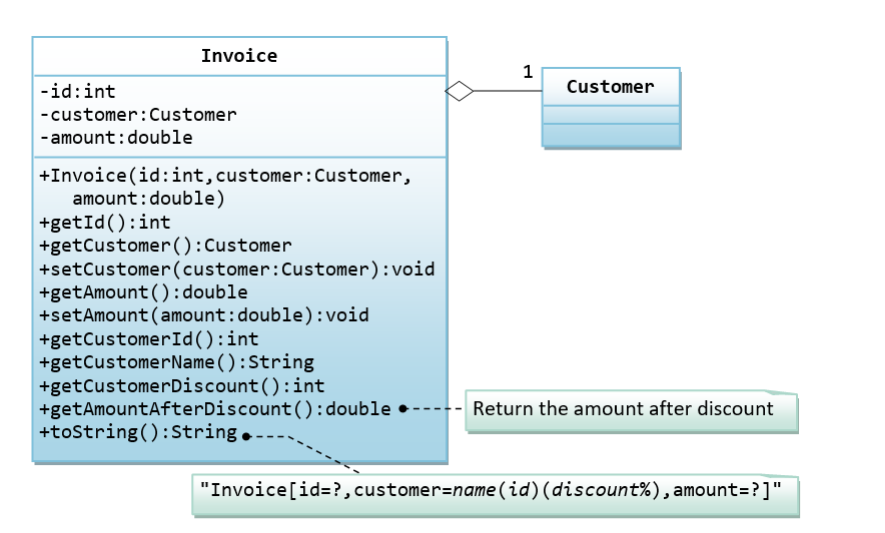 Invoice
-id:int
-customer:Customer
-amount:double
+Invoice(id:int,customer:Customer,
amount:double)
+getId():int
+getCustomer():Customer
+setCustomer(customer:Customer):void
+getAmount():double
+setAmount(amount:double):void
+getCustomerId():int
+getCustomerName():String
+getCustomerDiscount():int
+getAmountAfterDiscount():double
+toString():String
1
Customer
Return the amount after discount
"Invoice[id=?,customer=name(id)(discount%),amount=?]"